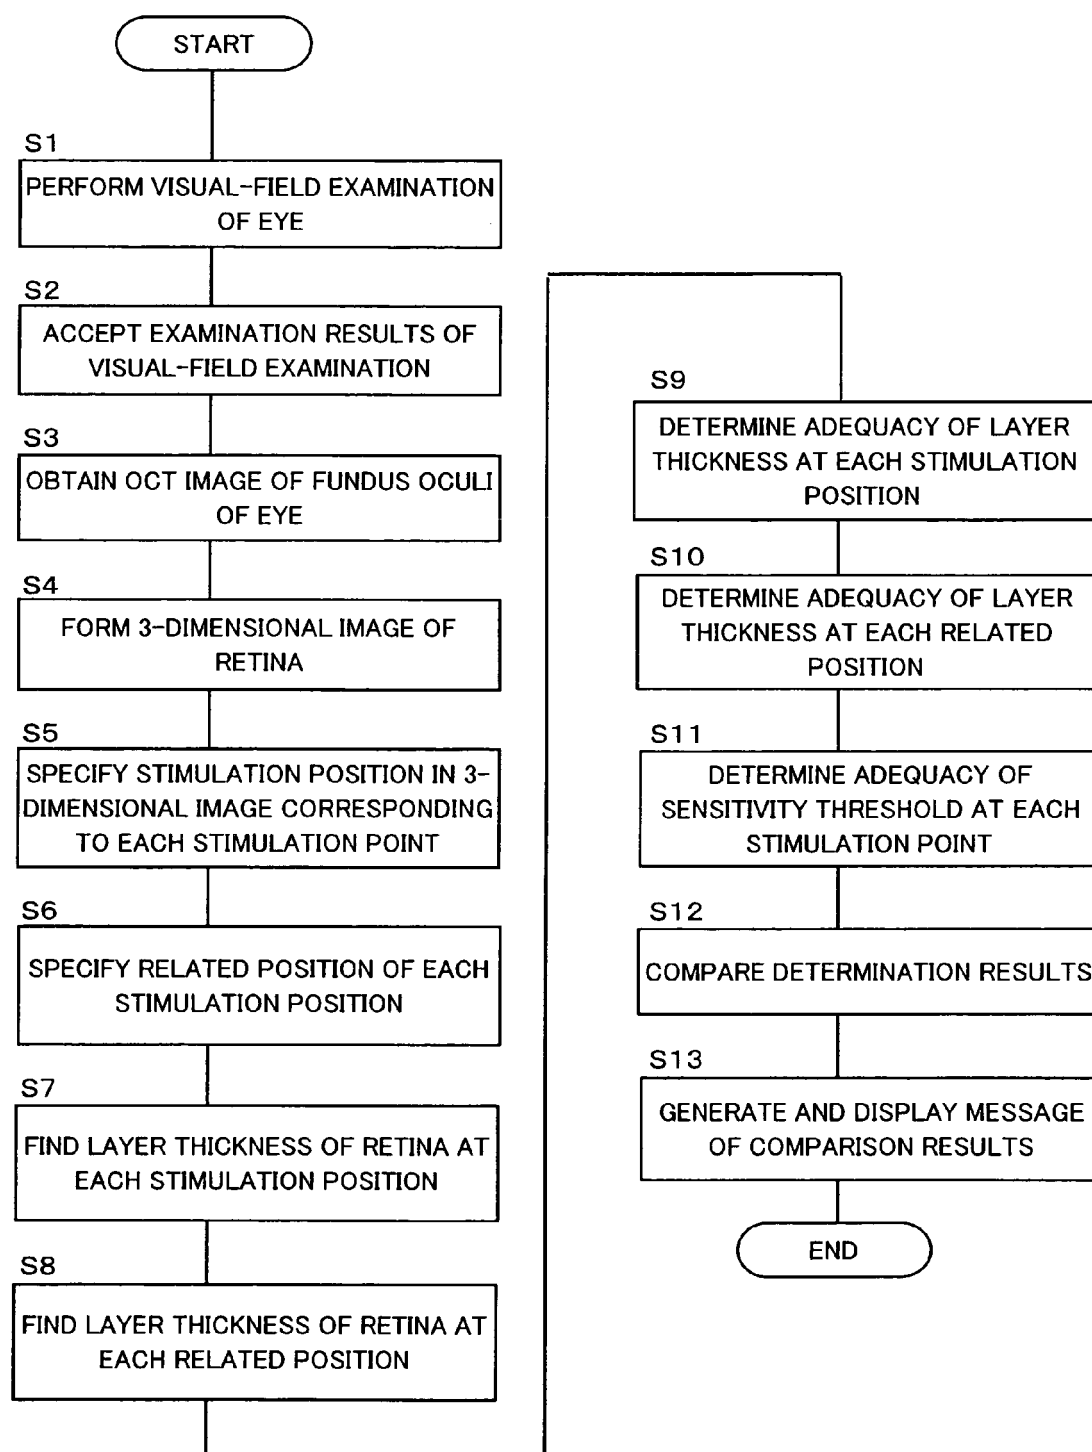 START
S1
PERFORM VISUAL-FIELD EXAMINATION
OF EYE
S2
ACCEPT EXAMINATION RESULTS OF
VISUAL-FIELD EXAMINATION
S3
OBTAIN OCT IMAGE OF FUNDUS OCULI
OF EYE
S4
FORM 3-DIMENSIONAL IMAGE OF
RETINA
S5
SPECIFY STIMULATION POSITION IN 3-
DIMENSIONAL IMAGE CORRESPONDING
TO EACH STIMULATION POINT
S6
SPECIFY RELATED POSITION OF EACH
STIMULATION POSITION
S7
FIND LAYER THICKNESS OF RETINA AT
EACH STIMULATION POSITION
S8
FIND LAYER THICKNESS OF RETINA AT
EACH RELATED POSITION
S9
DETERMINE ADEQUACY OF LAYER
THICKNESS AT EACH STIMULATION
POSITION
S10
DETERMINE ADEQUACY OF LAYER
THICKNESS AT EACH RELATED
POSITION
S11
DETERMINE ADEQUACY OF
SENSITIVITY THRESHOLD AT EACH
STIMULATION POINT
S12
COMPARE DETERMINATION RESULTS
S13
GENERATE AND DISPLAY MESSAGE
OF COMPARISON RESULTS
END